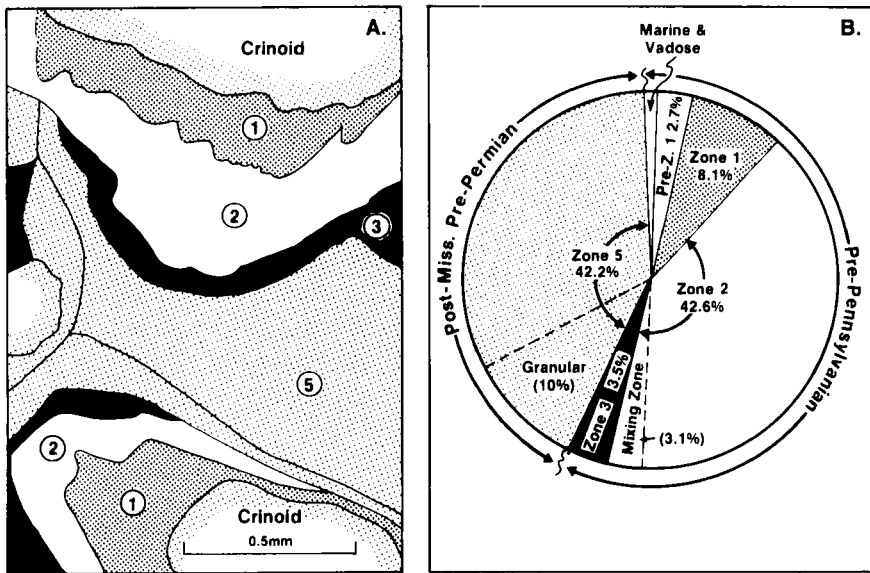 A.
Crinoid
1
2
3
5
2
1
Crinoid
0.5mm
B.
Marine &
Vadose
Post-Miss. Pre-Permian
Pre-Pennsylvanian
Pre-Z. 1 2.7%
Zone 1
8.1%
Zone 5
42.2%
Zone 2
42.6%
Granular
(10%)
Zone 3 3.5%
Mixing Zone
(3.1%)